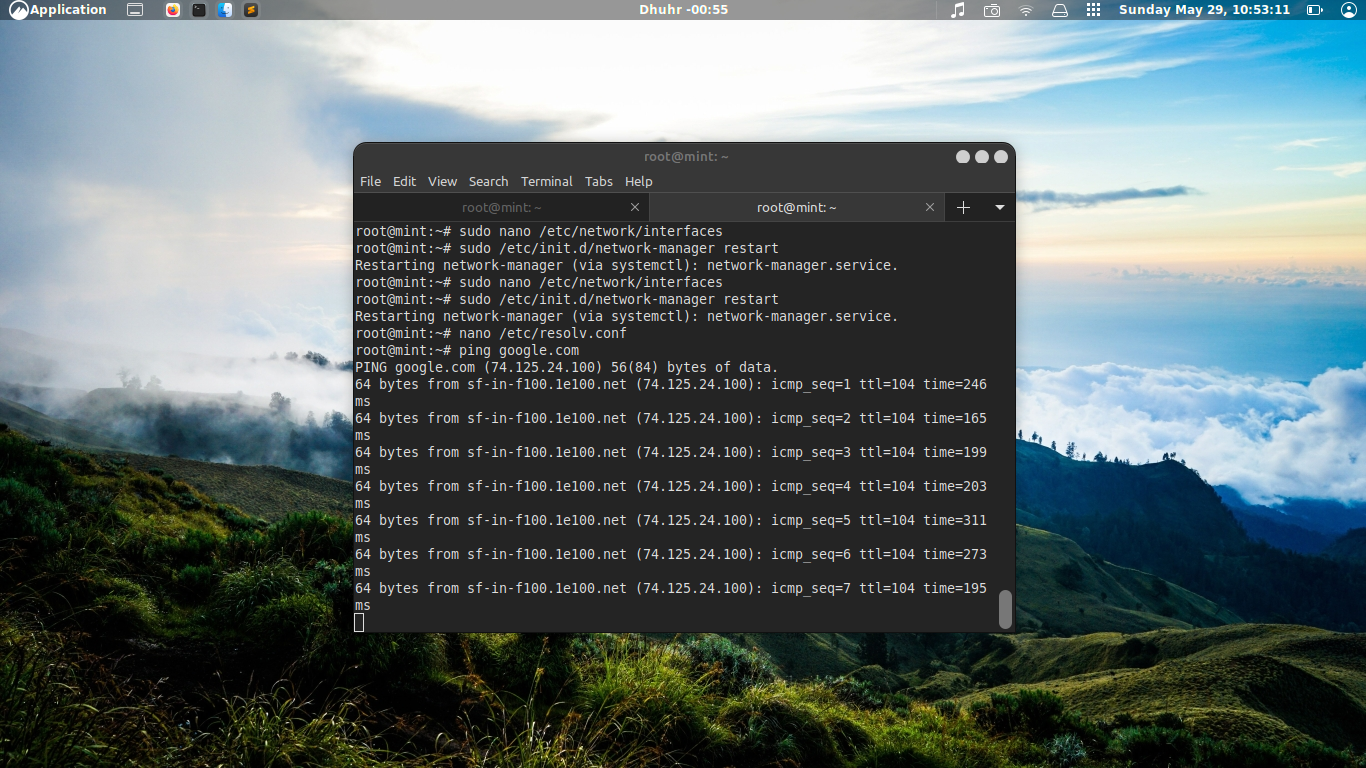 Application
Dhuhr -00:55
Sunday May 29, 10:53:11
root@mint: ~
File Edit View Search Terminal Tabs Help
root@mint: ~
root@mint: ~
root@mint:~# sudo nano /etc/network/interfaces
root@mint:~# sudo /etc/init.d/network-manager restart
Restarting network-manager (via systemctl): network-manager.service.
root@mint:~# sudo nano /etc/network/interfaces
root@mint:~# sudo /etc/init.d/network-manager restart
Restarting network-manager (via systemctl): network-manager.service.
root@mint:~# nano /etc/resolv.conf
root@mint:~# ping google.com
PING google.com (74.125.24.100) 56(84) bytes of data.
64 bytes from sf-in-f100.1e100.net (74.125.24.100): icmp_seq=1 ttl=104 time=246
ms
64 bytes from sf-in-f100.1e100.net (74.125.24.100): icmp_seq=2 ttl=104 time=165
ms
64 bytes from sf-in-f100.1e100.net (74.125.24.100): icmp_seq=3 ttl=104 time=199
ms
64 bytes from sf-in-f100.1e100.net (74.125.24.100): icmp_seq=4 ttl=104 time=203
ms
64 bytes from sf-in-f100.1e100.net (74.125.24.100): icmp_seq=5 ttl=104 time=311
ms
64 bytes from sf-in-f100.1e100.net (74.125.24.100): icmp_seq=6 ttl=104 time=273
ms
64 bytes from sf-in-f100.1e100.net (74.125.24.100): icmp_seq=7 ttl=104 time=195
ms